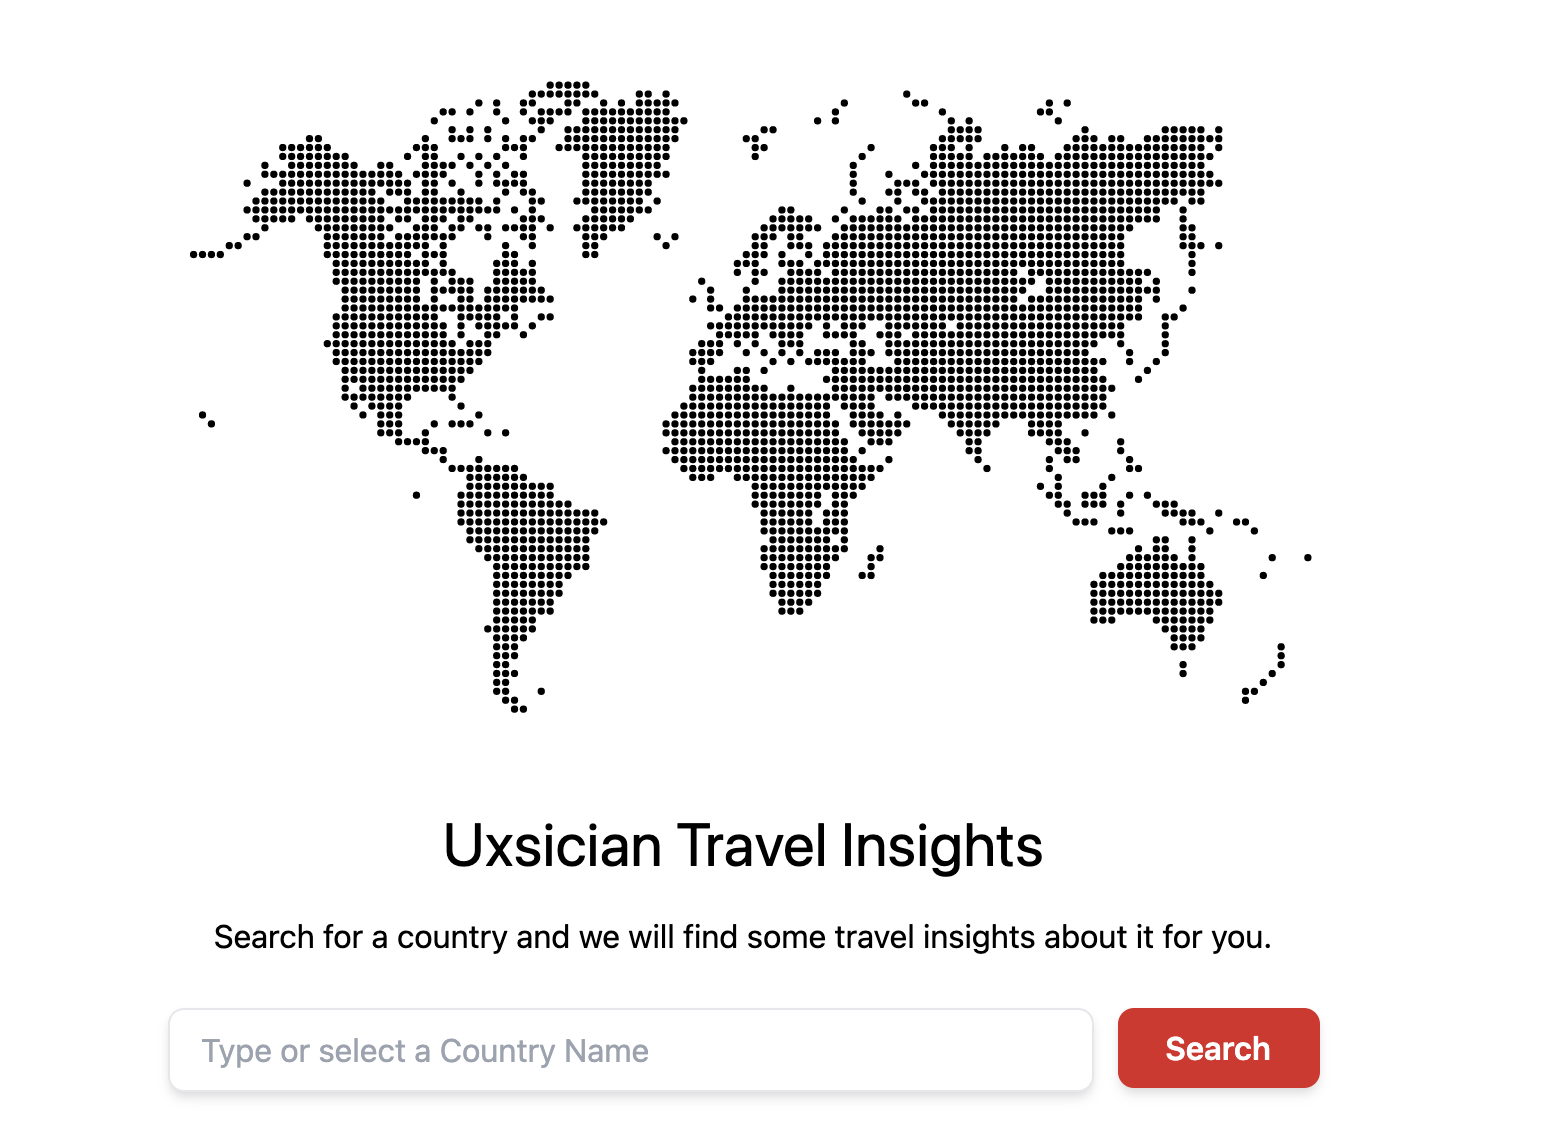 Uxsician Travel Insights
Search for a country and we will find some travel insights about it for you.
Type or select a Country Name
Search